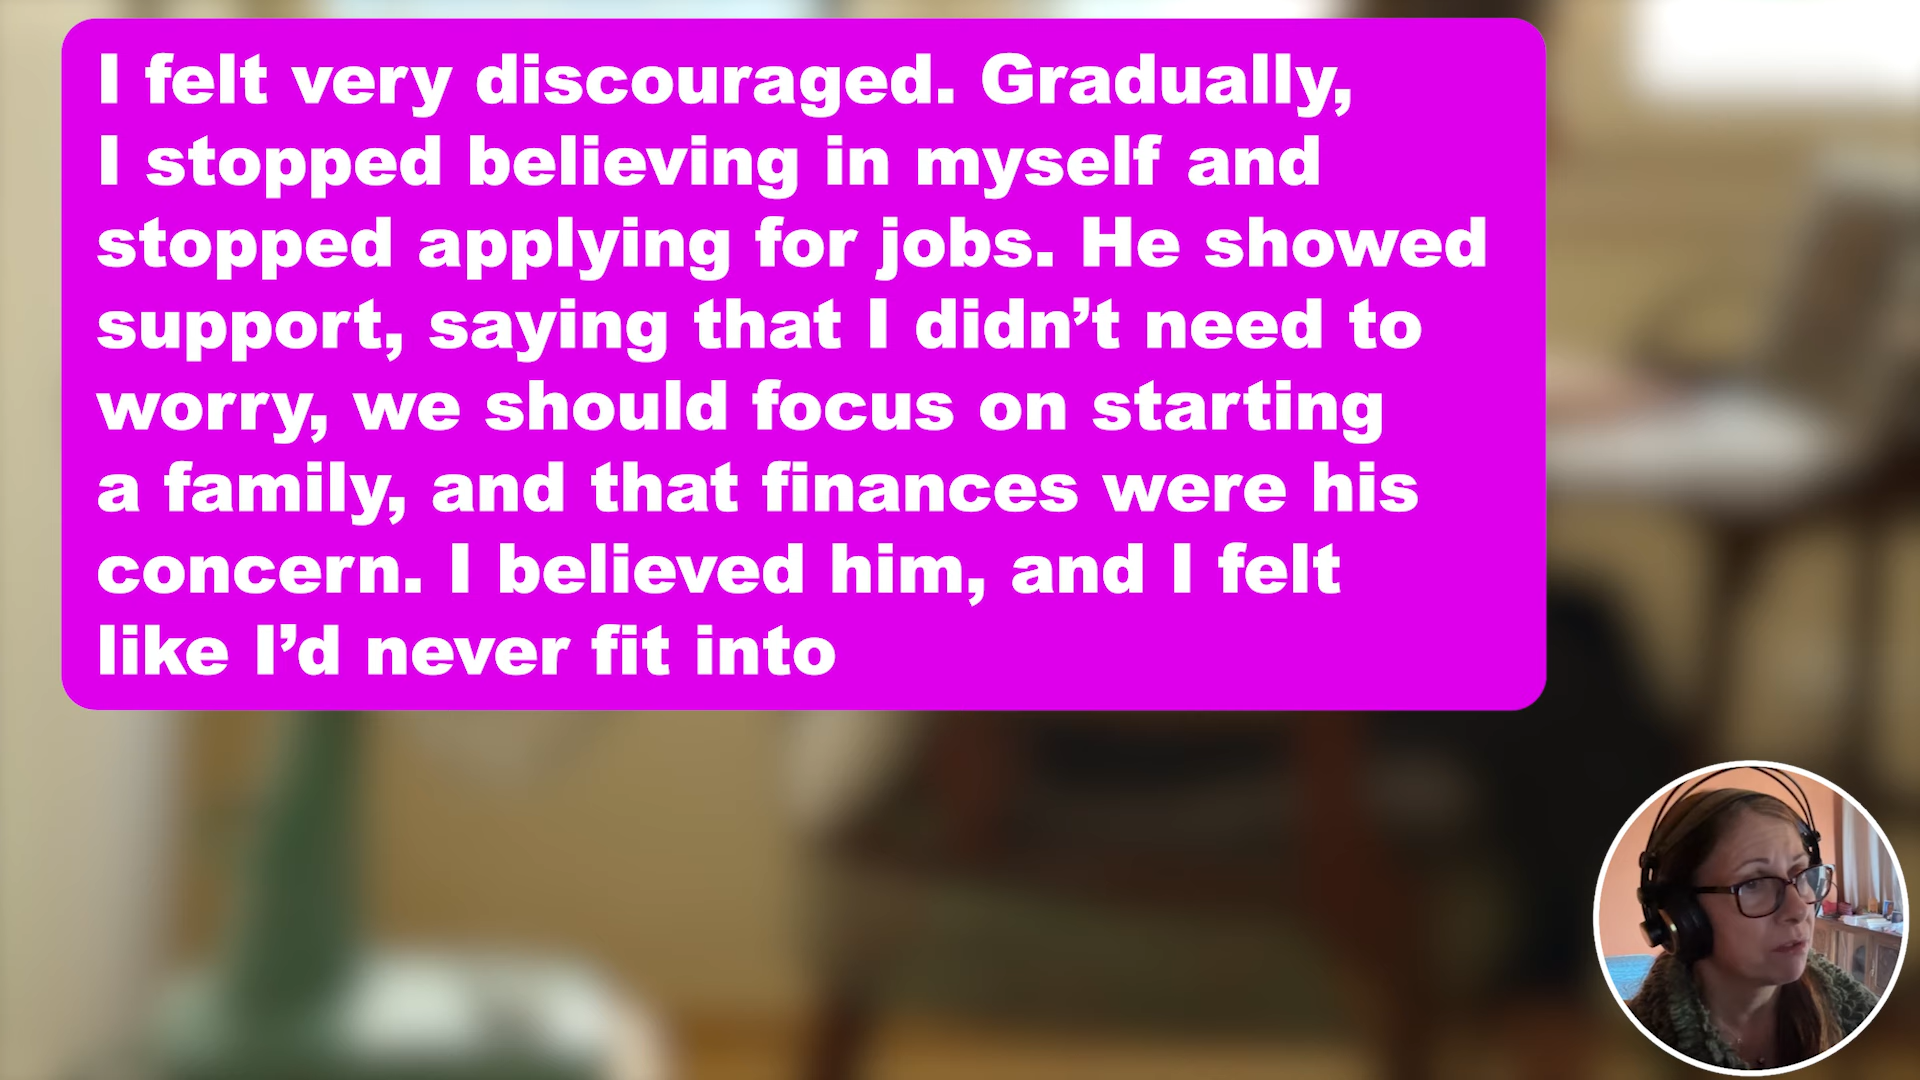 I felt very discouraged. Gradually,
I stopped believing in myself and
stopped applying for jobs. He showed
support, saying that I didn’t need to
worry, we should focus on starting
a family, and that finances were his
concern. I believed him, and I felt
like I’d never fit into